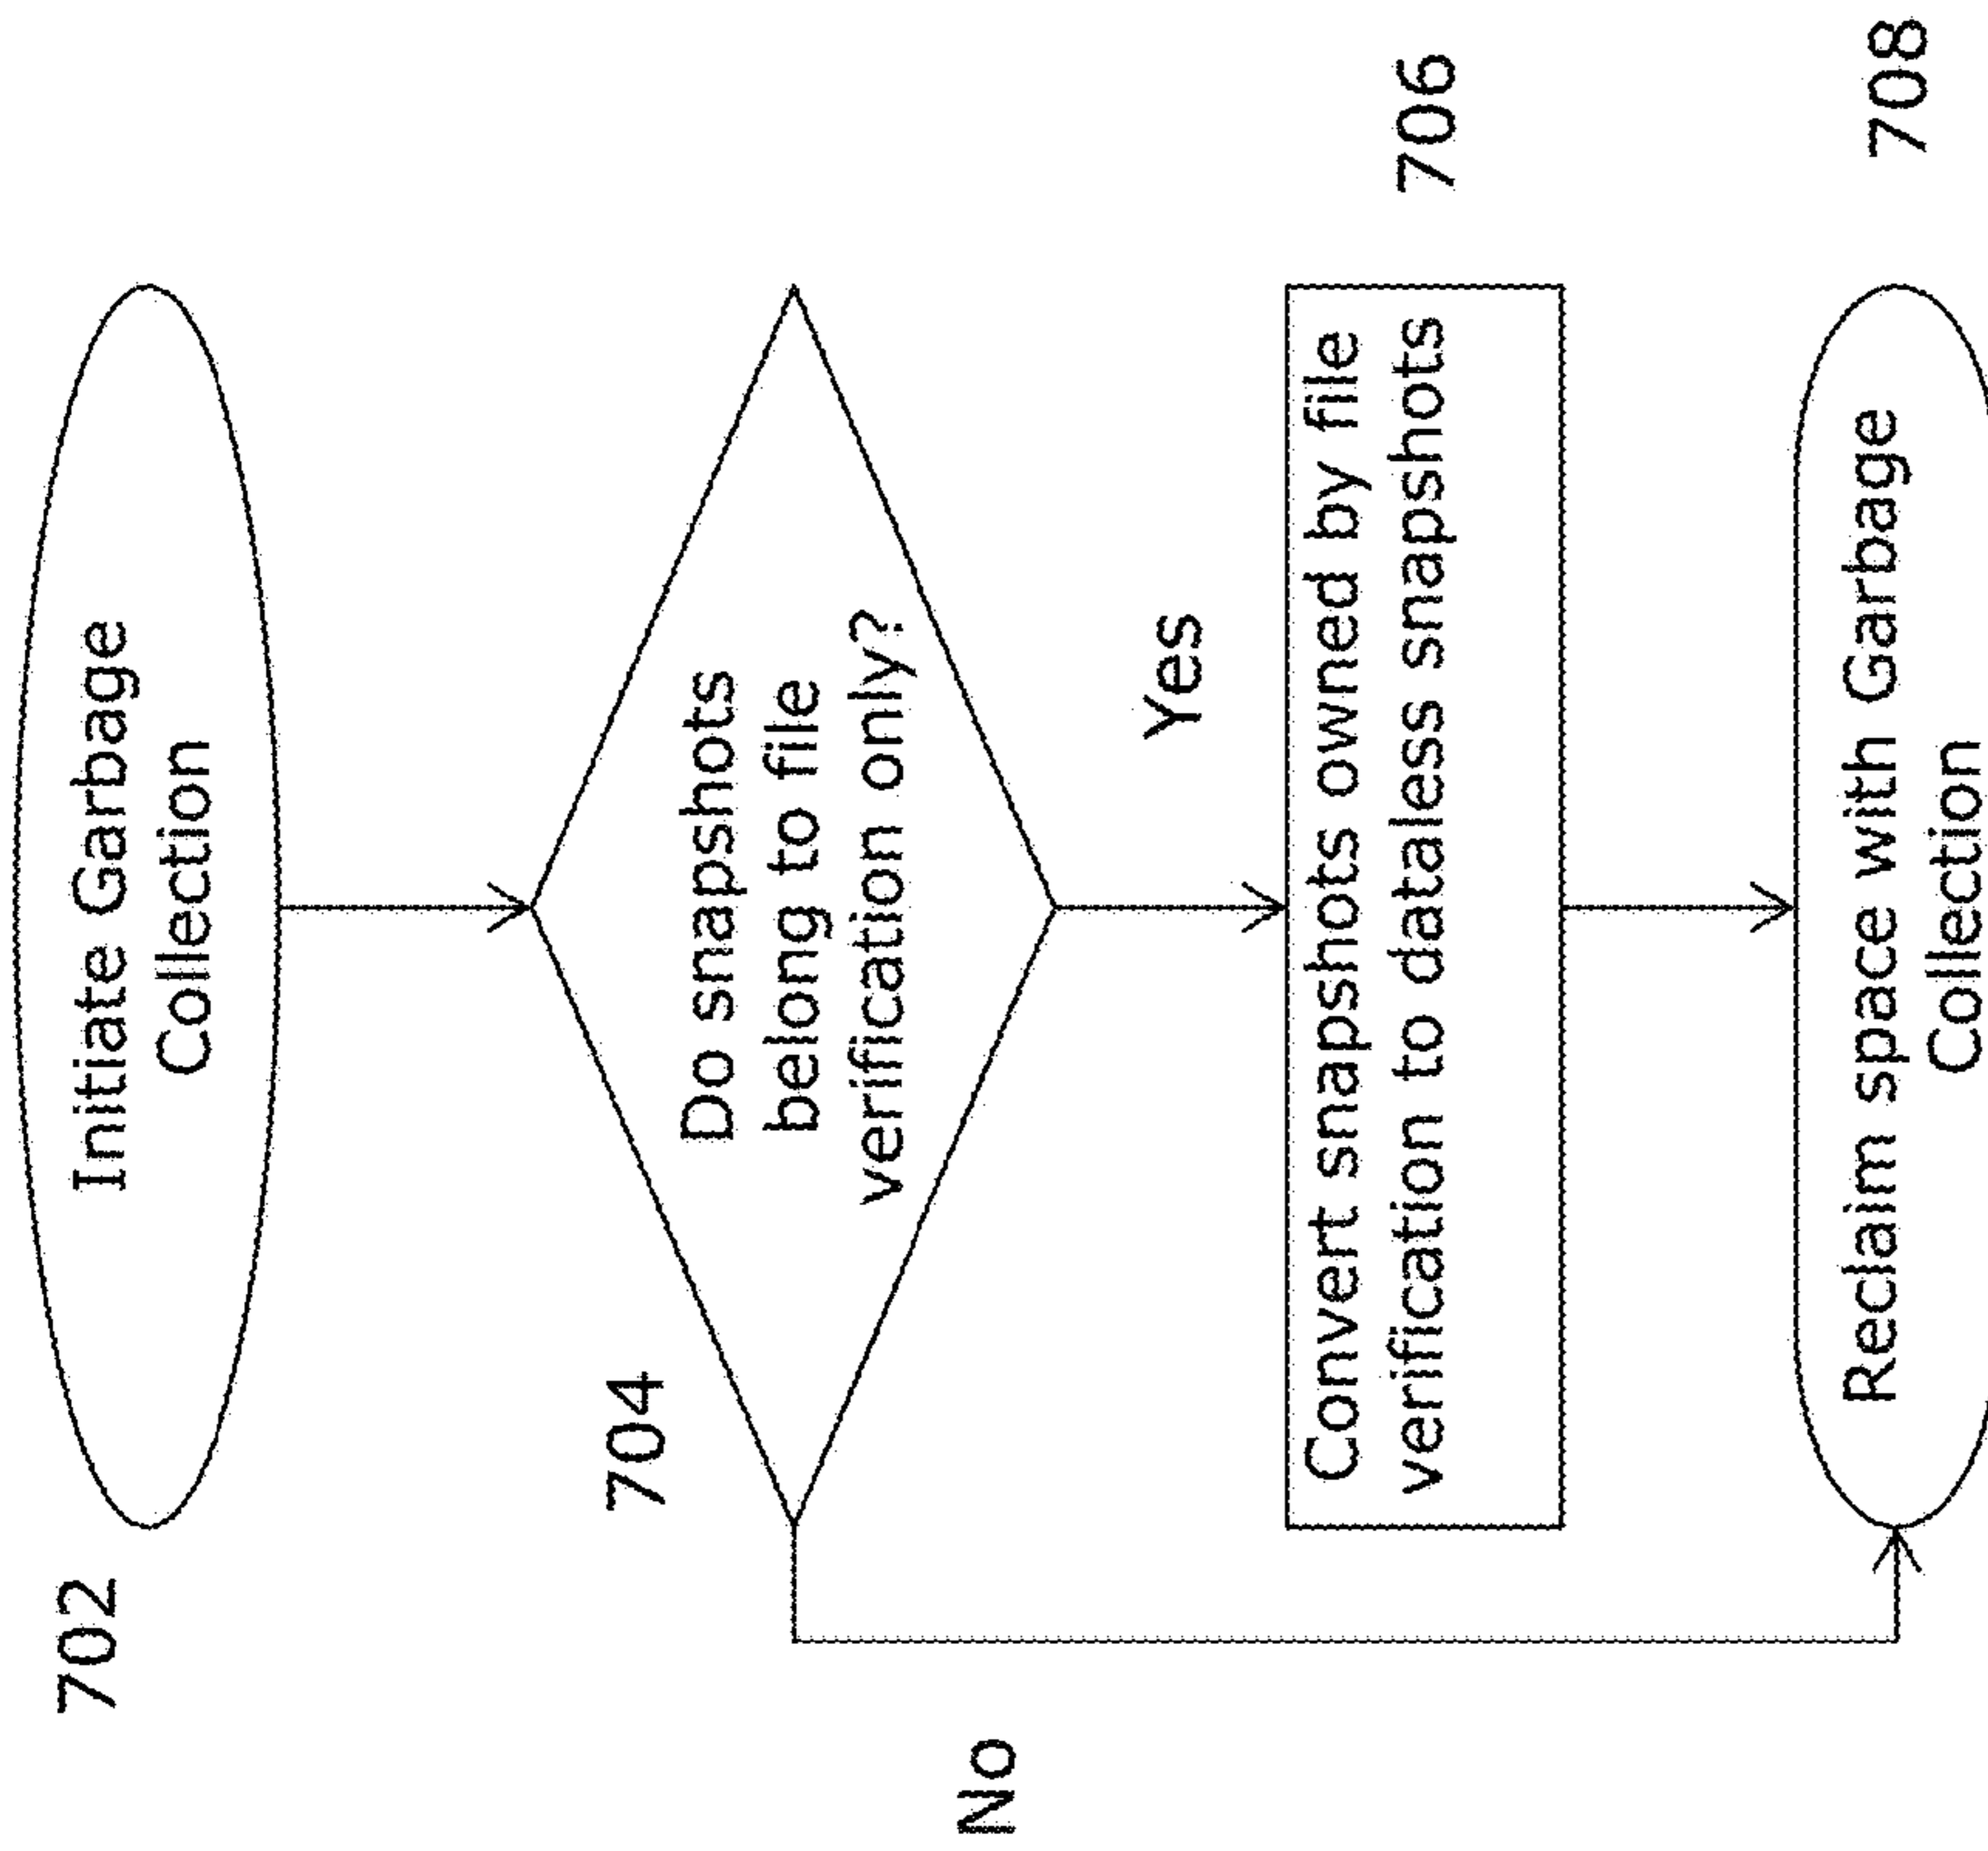 702
Initiate Garbage
Collection
704
Do snapshots
belong to file
verification only?
No
Yes
Convert snapshots owned by file
verification to dataless snapshots
706
Reclaim space with Garbage
Collection
708